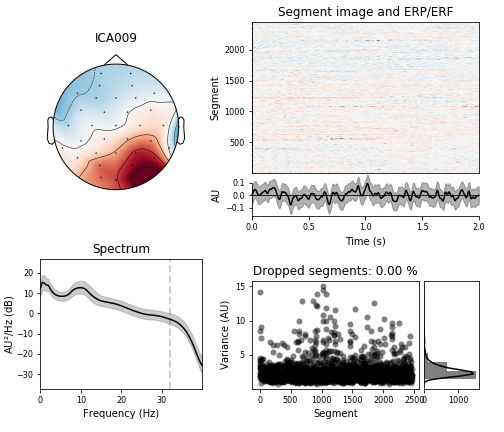 ICA009
Segment image and ERP/ERF
2000
1500
1000
500
Segment
0.1
0.0
−0.1
AU
0.0 0.5 1.0 1.5 2.0
Time (s)
Spectrum
20
10
0
−10
−20
−30
AU²/Hz (dB)
0 10 20 30
Frequency (Hz)
Dropped segments: 0.00 %
15
10
5
Variance (AU)
0 500 1000 1500 2000 2500
Segment
0 1000